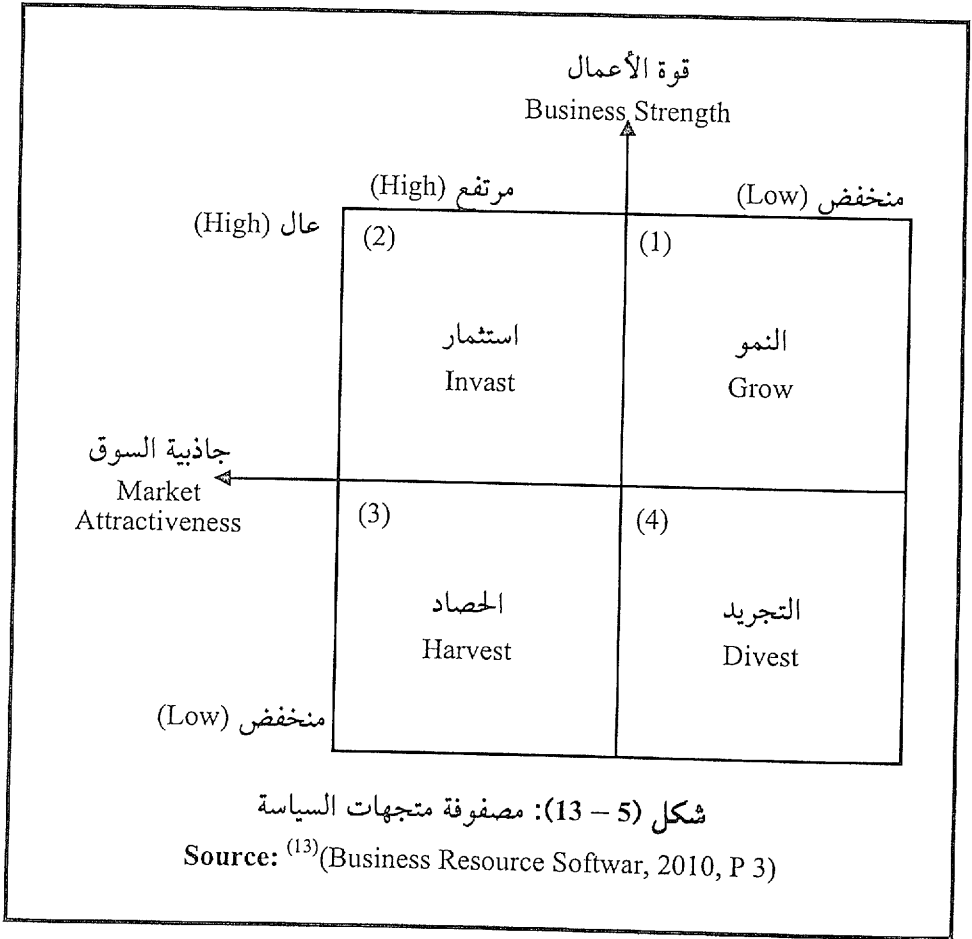 قوة الأعمال
Business Strength
مرتفع (High)
منخفض (Low)
عال (High)
(2)
(1)
استثمار
Invast
النمو
Grow
جاذبية السوق
Market
Attractiveness
(3)
(4)
الحصاد
Harvest
التجريد
Divest
منخفض (Low)
شكل (5 – 13): مصفوفة متجهات السياسة
Source: (13)(Business Resource Softwar, 2010, P 3)